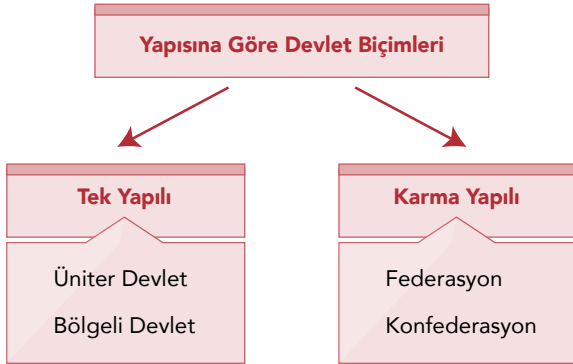 Yapısına Göre Devlet Biçimleri
Tek Yapılı
Üniter Devlet
Bölgeli Devlet
Karma Yapılı
Federasyon
Konfederasyon